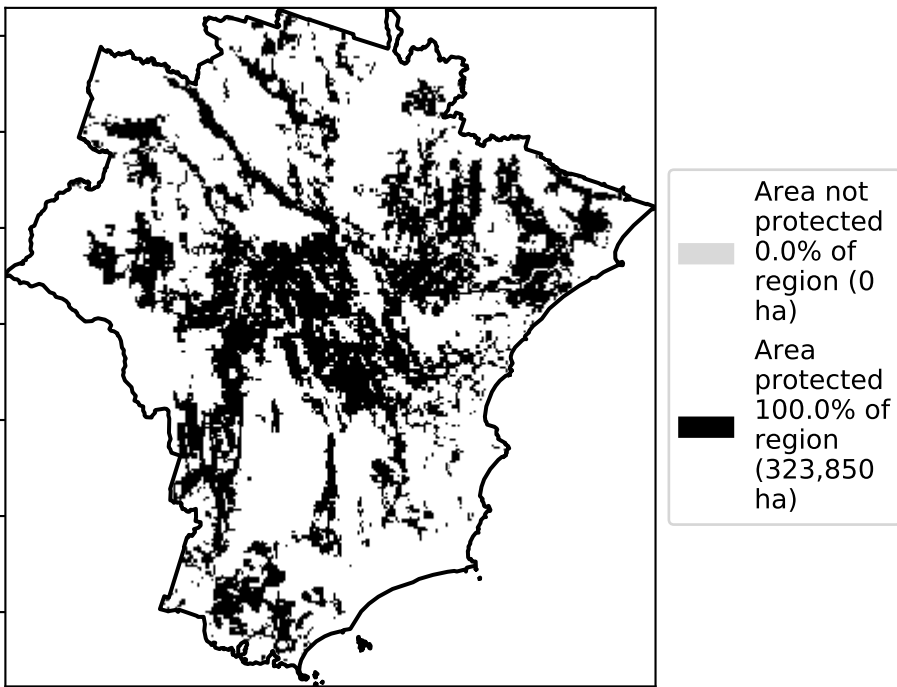 Area not
protected
0.0% of
region (0
ha)
Area
protected
100.0% of
region
(323,850
ha)